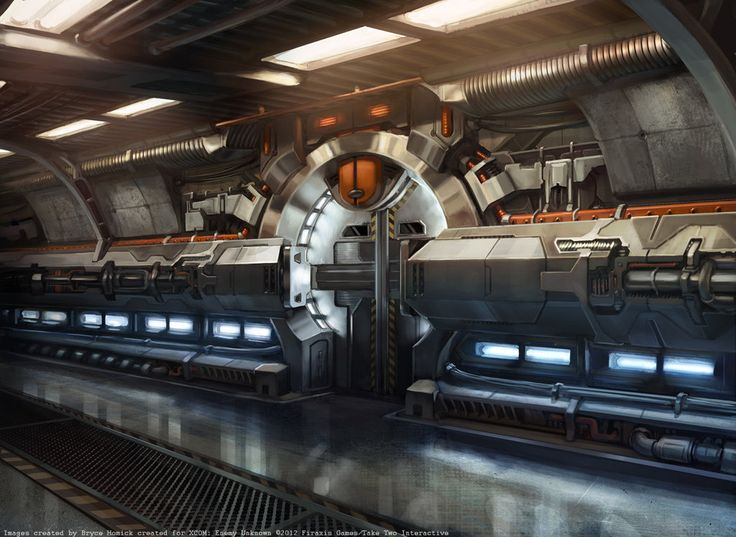 Images created by Bryce Homick created for XCOM: Enemy Unknown ©2012 Firaxis Games/Take Two Interactive